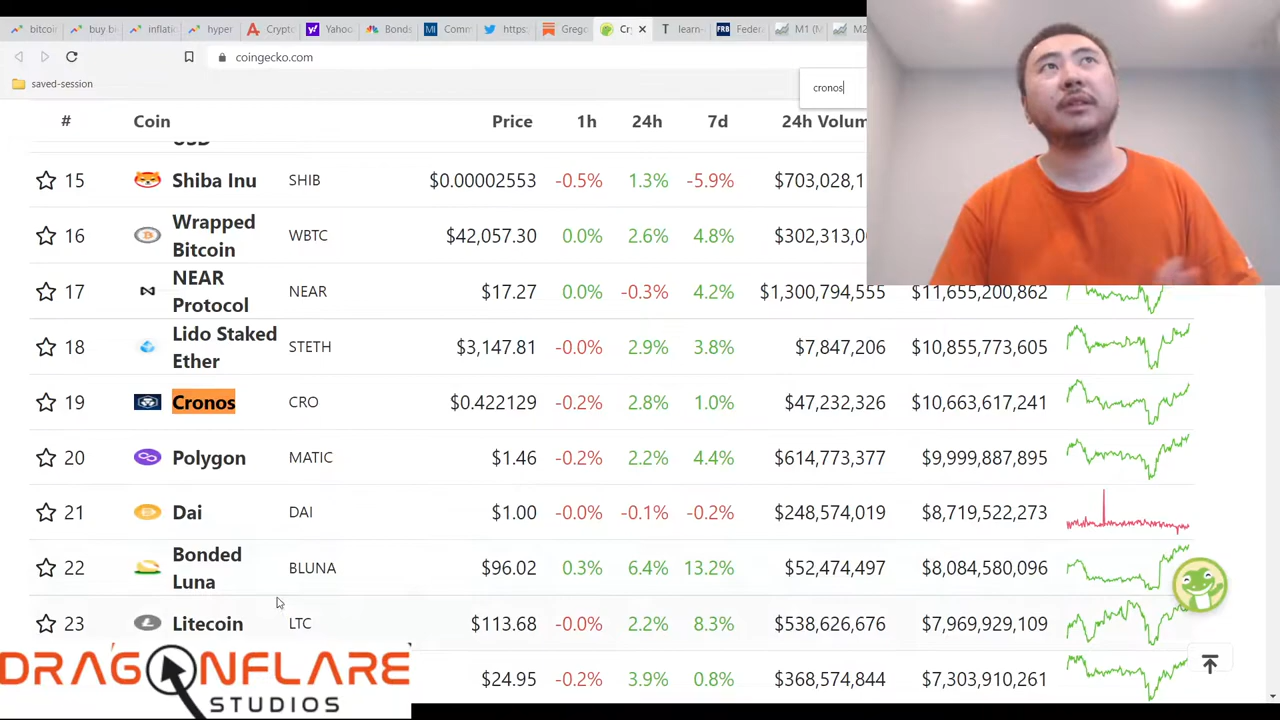 bitcoin
buy b
inflatio
hyper
Crypt
Yahoo
Bonds
Comm
https
Grego
Cry
learn-
Feder
M1 (M
M2
coingecko.com
saved-session
cronos
# Coin Price 1h 24h 7d 24h Volum
USD
15 Shiba Inu SHIB $0.00002553 -0.5% 1.3% -5.9% $703,028,1
16 Wrapped Bitcoin WBTC $42,057.30 0.0% 2.6% 4.8% $302,313,0
17 NEAR Protocol NEAR $17.27 0.0% -0.3% 4.2% $1,300,794,555 $11,655,200,862
18 Lido Staked Ether STETH $3,147.81 -0.0% 2.9% 3.8% $7,847,206 $10,855,773,605
19 Cronos CRO $0.422129 -0.2% 2.8% 1.0% $47,232,326 $10,663,617,241
20 Polygon MATIC $1.46 -0.2% 2.2% 4.4% $614,773,377 $9,999,887,895
21 Dai DAI $1.00 -0.0% -0.1% -0.2% $248,574,019 $8,719,522,273
22 Bonded Luna BLUNA $96.02 0.3% 6.4% 13.2% $52,474,497 $8,084,580,096
23 Litecoin LTC $113.68 -0.0% 2.2% 8.3% $538,626,676 $7,969,929,109
$24.95 -0.2% 3.9% 0.8% $368,574,844 $7,303,910,261
DRAGONFLARE
STUDIOS